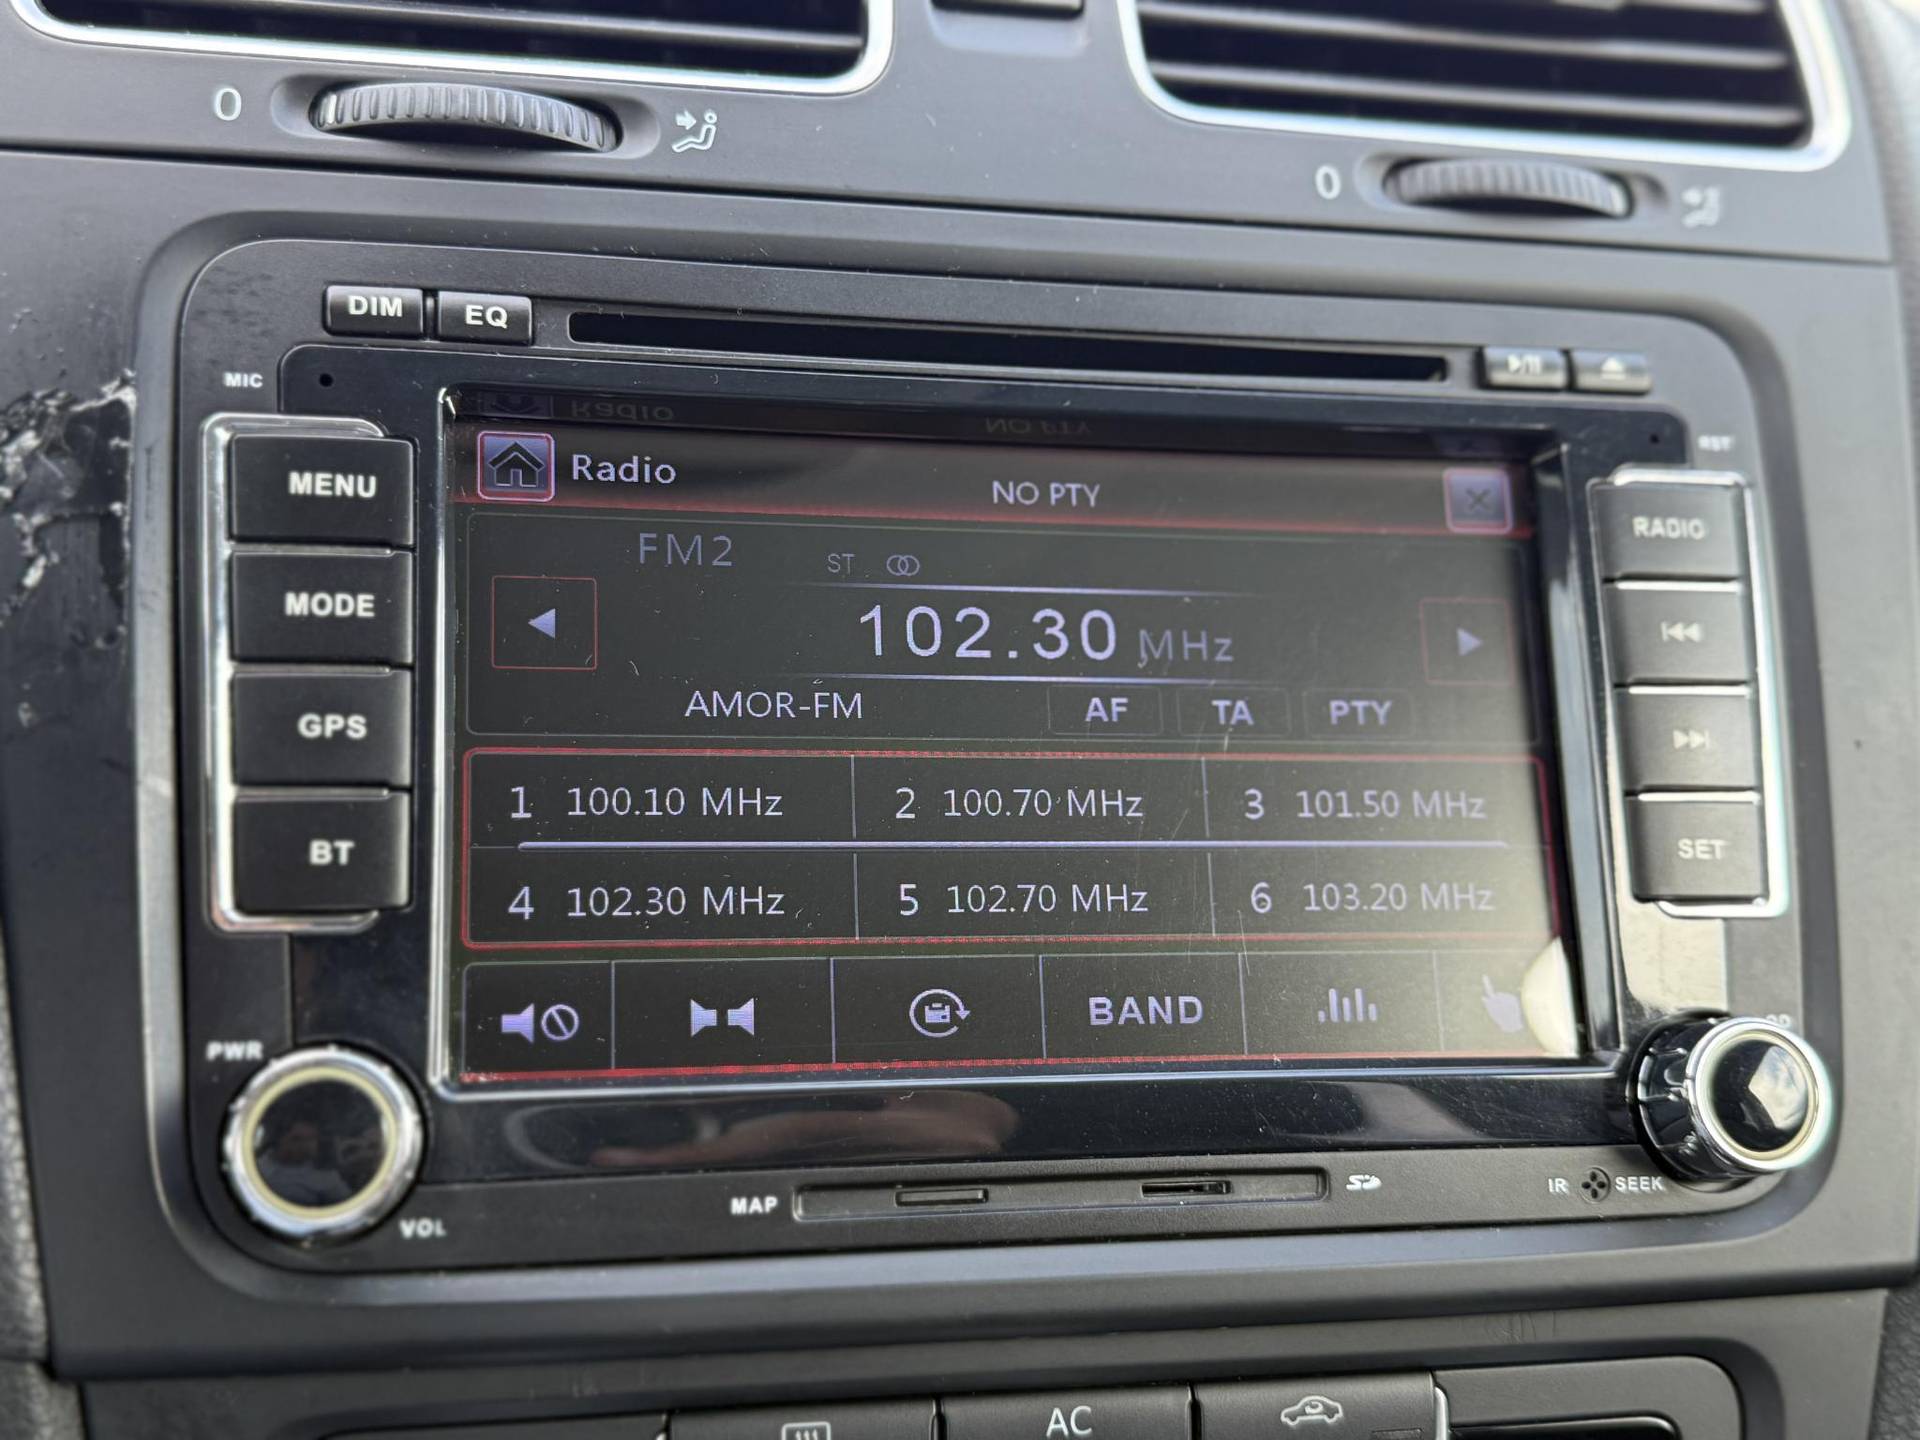 0
0
DIM
EQ
MIC
RST
MENU
MODE
GPS
BT
Radio
NO PTY
FM2
ST
102.30 MHz
AMOR-FM
AF
TA
PTY
1 100.10 MHz
2 100.70 MHz
3 101.50 MHz
4 102.30 MHz
5 102.70 MHz
6 103.20 MHz
BAND
RADIO
SET
PWR
VOL
MAP
SD
IR
SEEK
AC